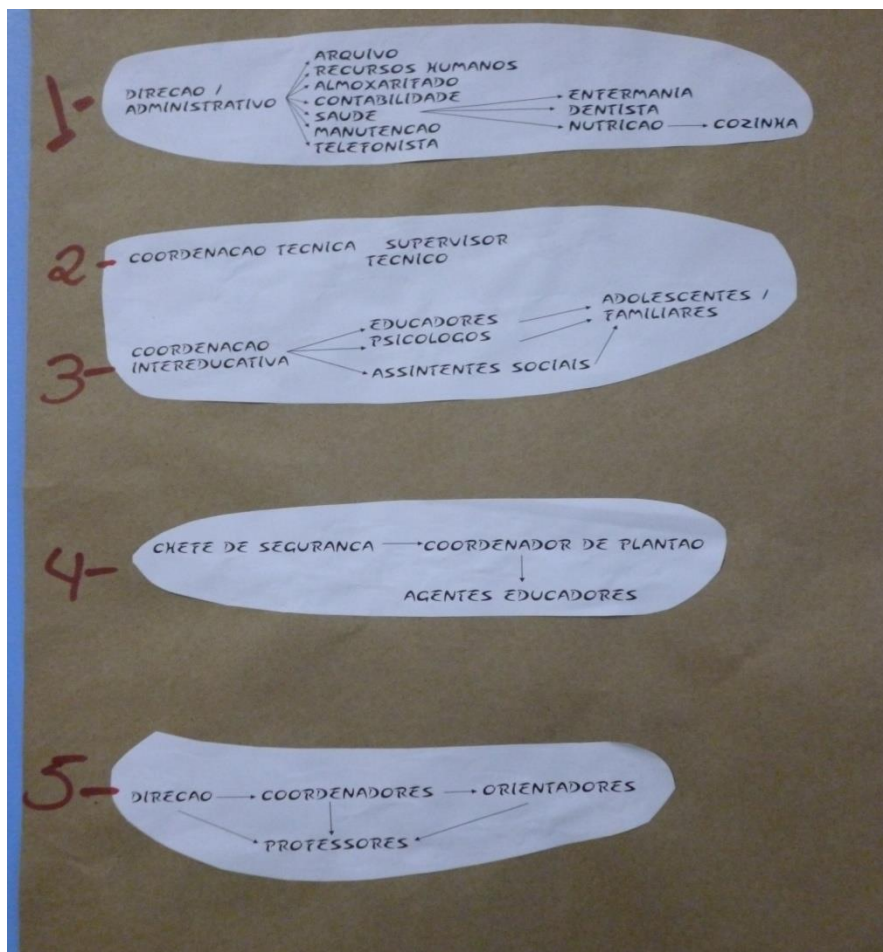 1-
DIRECAO /
ADMINISTRATIVO
ARQUIVO
RECURSOS HUMANOS
ALMOXARIFADO
CONTABILIDADE
SAUDE
MANUTENCAO
TELEFONISTA
ENFERMANIA
DENTISTA
NUTRICAO
COZINHA
2-
COORDENACAO TECNICA SUPERVISOR
TECNICO
3-
COORDENACAO
INTEREDUCATIVA
EDUCADORES
PSICOLOGOS
ASSINTENTES SOCIAIS
ADOLESCENTES /
FAMILIARES
4-
CHEFE DE SEGURANCA COORDENADOR DE PLANTAO
AGENTES EDUCADORES
5-
DIRECAO COORDENADORES ORIENTADORES
PROFESSORES